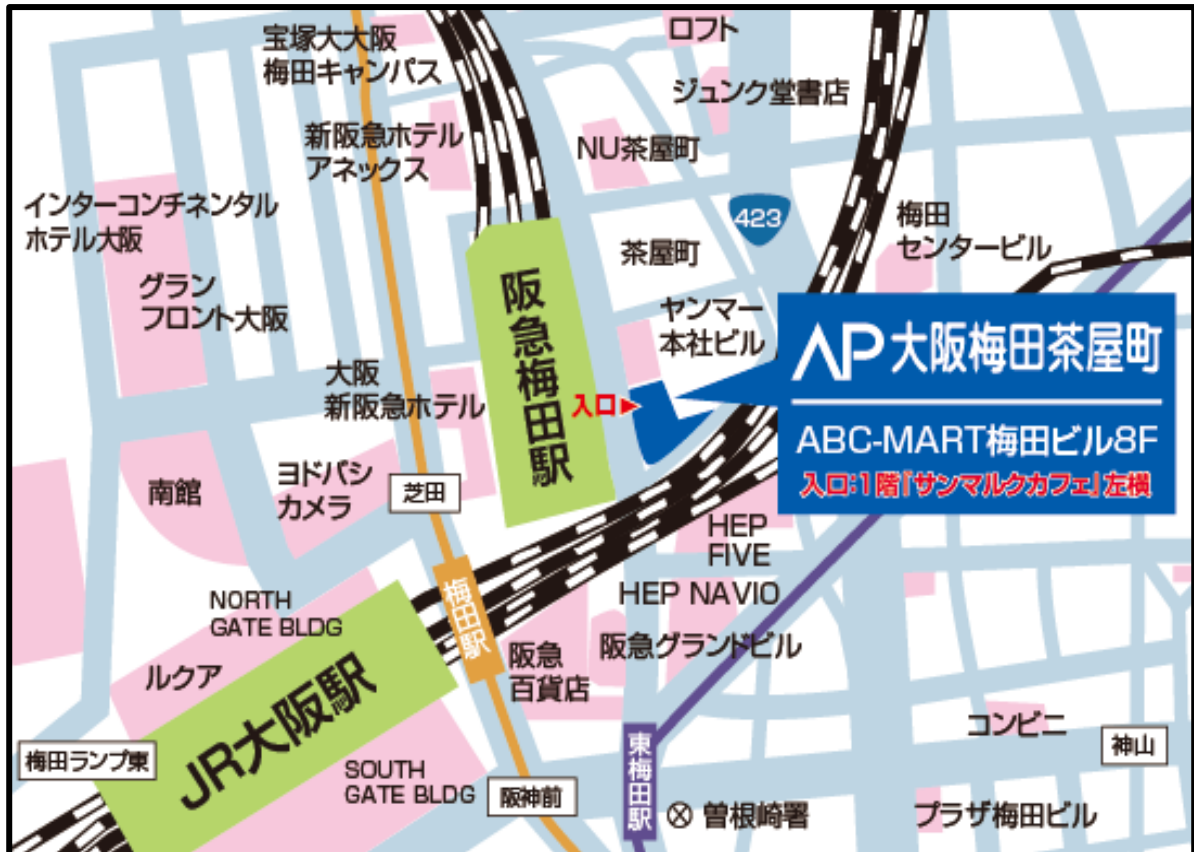 宝塚大大阪
梅田キャンパス
ロフト
ジュンク堂書店
新阪急ホテル
アネックス
NU茶屋町
インターコンチネンタル
ホテル大阪
423
梅田
センタービル
茶屋町
グラン
フロント大阪
阪急梅田駅
ヤンマー
本社ビル
AP大阪梅田茶屋町
ABC-MART梅田ビル8F
入口:1階『サンマルクカフェ』左横
大阪
新阪急ホテル
入口▶
南館
ヨドバシ
カメラ
芝田
HEP
FIVE
HEP NAVIO
梅田駅
NORTH
GATE BLDG
阪急グランドビル
阪急
百貨店
ルクア
JR大阪駅
梅田ランプ東
SOUTH
GATE BLDG
阪神前
東梅田駅
曽根崎署
コンビニ
神山
プラザ梅田ビル